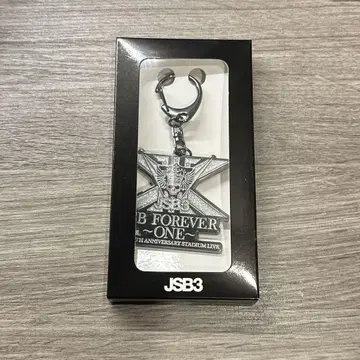 JSB3
B FOREVER
~ONE~
TH ANNIVERSARY STADIUM LIVE
JSB3